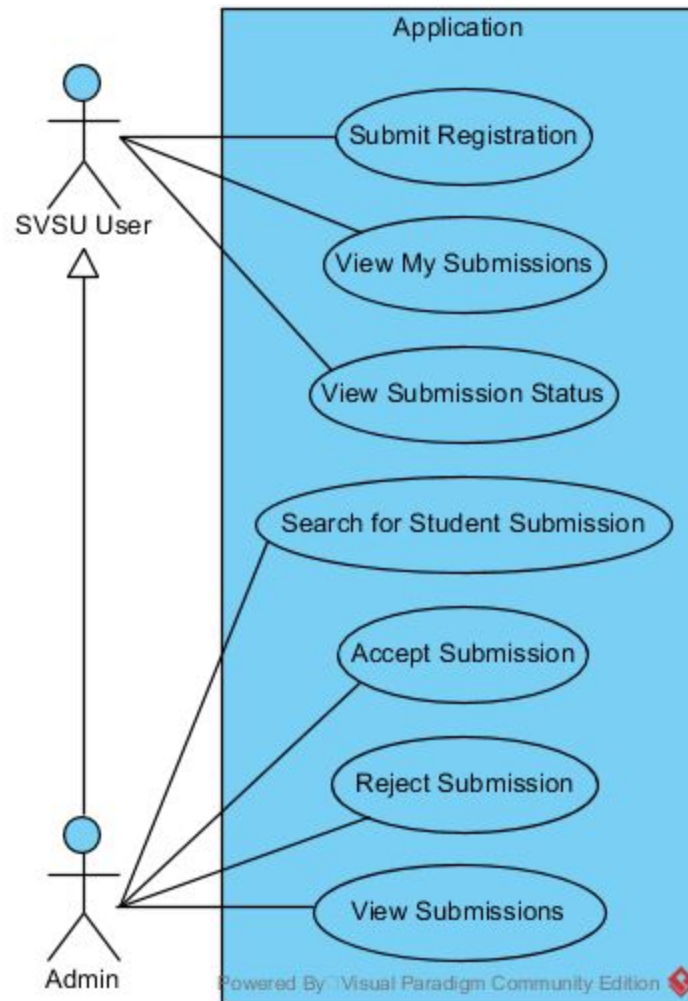 Application
Submit Registration
SVSU User
View My Submissions
View Submission Status
Search for Student Submission
Accept Submission
Reject Submission
View Submissions
Admin
Powered By Visual Paradigm Community Edition